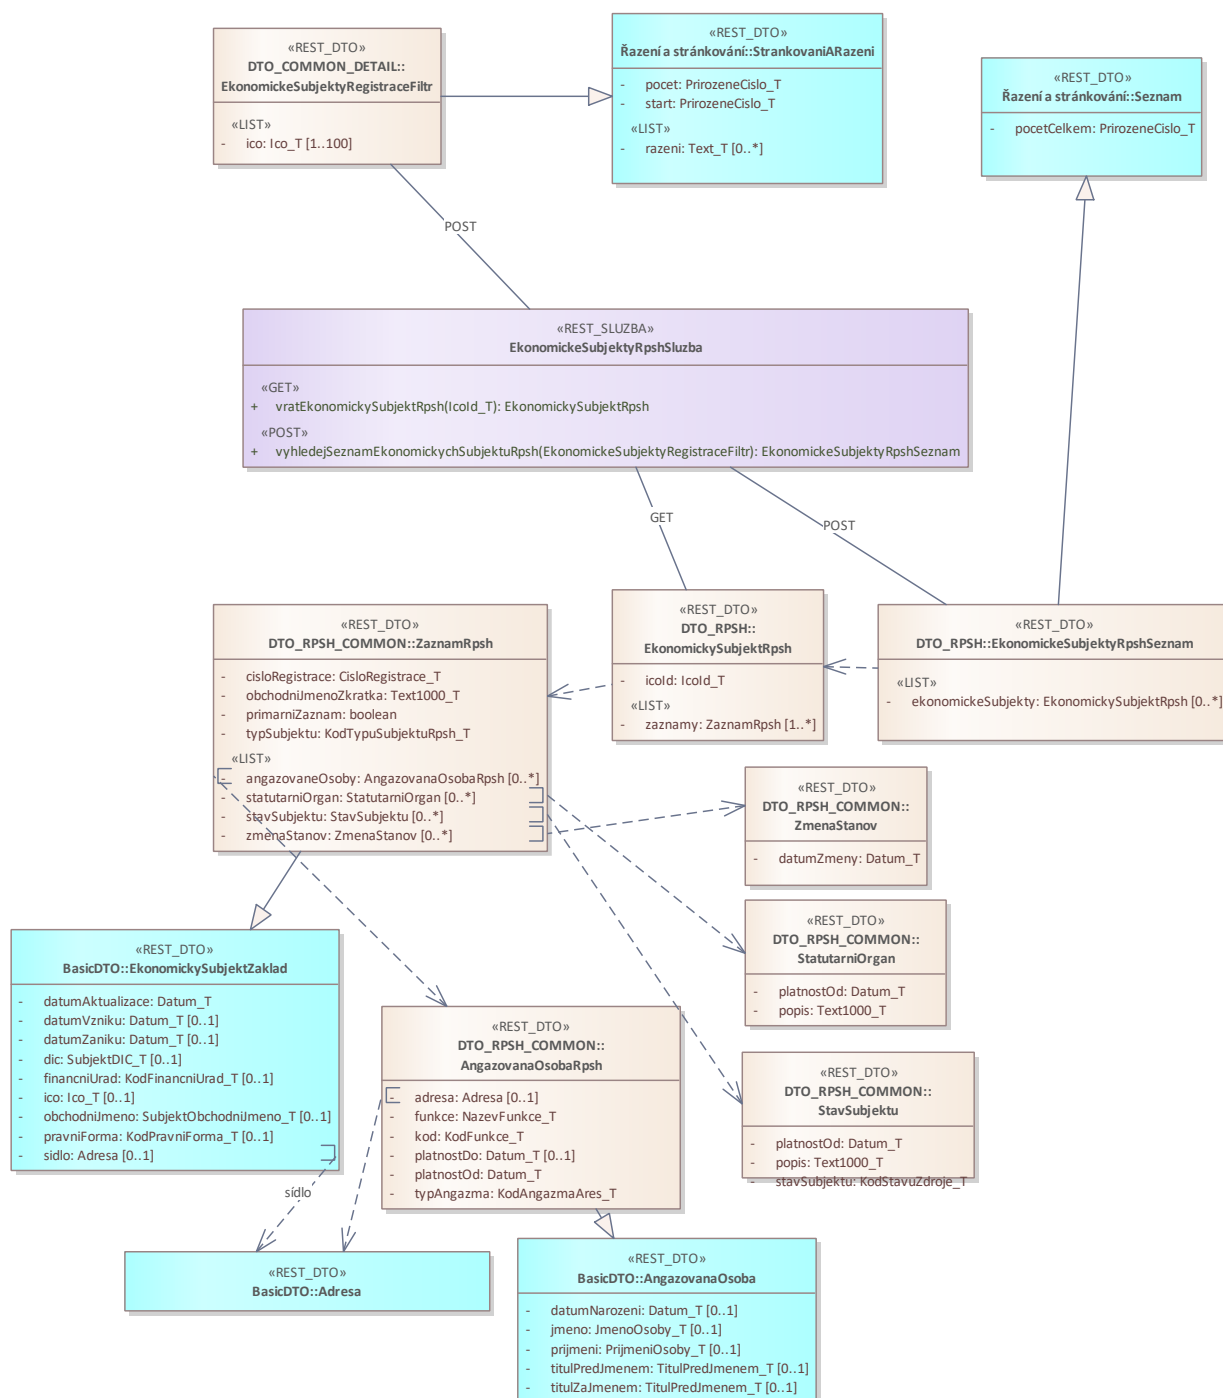 «REST_DTO»
DTO_COMMON_DETAIL::
EkonomickeSubjektyRegistraceFiltr
«LIST»
- ico: Ico_T [1..100]
«REST_DTO»
Řazení a stránkování::StrankovaniARazeni
- pocet: PrirozeneCislo_T
- start: PrirozeneCislo_T
«LIST»
- razeni: Text_T [0..*]
«REST_DTO»
Řazení a stránkování::Seznam
- pocetCelkem: PrirozeneCislo_T
POST
«REST_SLUZBA»
EkonomickeSubjektyRpshSluzba
«GET»
+ vratEkonomickySubjektRpsh(IcoId_T): EkonomickySubjektRpsh
«POST»
+ vyhledejSeznamEkonomickychSubjektuRpsh(EkonomickeSubjektyRegistraceFiltr): EkonomickeSubjektyRpshSeznam
GET
POST
«REST_DTO»
DTO_RPSH_COMMON::ZaznamRpsh
- cisloRegistrace: CisloRegistrace_T
- obchodniJmenoZkratka: Text1000_T
- primarniZaznam: boolean
- typSubjektu: KodTypuSubjektuRpsh_T
«LIST»
- angazovaneOsoby: AngazovanaOsobaRpsh [0..*]
- statutarniOrgan: StatutarniOrgan [0..*]
- stavSubjektu: StavSubjektu [0..*]
- zmenaStanov: ZmenaStanov [0..*]
«REST_DTO»
DTO_RPSH::
EkonomickySubjektRpsh
- icoId: IcoId_T
«LIST»
- zaznamy: ZaznamRpsh [1..*]
«REST_DTO»
DTO_RPSH::EkonomickeSubjektyRpshSeznam
«LIST»
- ekonomickeSubjekty: EkonomickySubjektRpsh [0..*]
«REST_DTO»
DTO_RPSH_COMMON::
ZmenaStanov
- datumZmeny: Datum_T
«REST_DTO»
DTO_RPSH_COMMON::
StatutarniOrgan
- platnostOd: Datum_T
- popis: Text1000_T
«REST_DTO»
BasicDTO::EkonomickySubjektZaklad
- datumAktualizace: Datum_T
- datumVzniku: Datum_T [0..1]
- datumZaniku: Datum_T [0..1]
- dic: SubjektDIC_T [0..1]
- financniUrad: KodFinancniUrad_T [0..1]
- ico: Ico_T [0..1]
- obchodniJmeno: SubjektObchodniJmeno_T [0..1]
- pravniForma: KodPravniForma_T [0..1]
- sidlo: Adresa [0..1]
«REST_DTO»
DTO_RPSH_COMMON::
AngazovanaOsobaRpsh
- adresa: Adresa [0..1]
- funkce: NazevFunkce_T
- kod: KodFunkce_T
- platnostDo: Datum_T [0..1]
- platnostOd: Datum_T
- typAngazma: KodAngazmaAres_T
«REST_DTO»
DTO_RPSH_COMMON::
StavSubjektu
- platnostOd: Datum_T
- popis: Text1000_T
- stavSubjektu: KodStavuZdroje_T
sídlo
«REST_DTO»
BasicDTO::Adresa
«REST_DTO»
BasicDTO::AngazovanaOsoba
- datumNarozeni: Datum_T [0..1]
- jmeno: JmenoOsoby_T [0..1]
- prijmeni: PrijmeniOsoby_T [0..1]
- titulPredJmenem: TitulPredJmenem_T [0..1]
- titulZaJmenem: TitulPredJmenem_T [0..1]